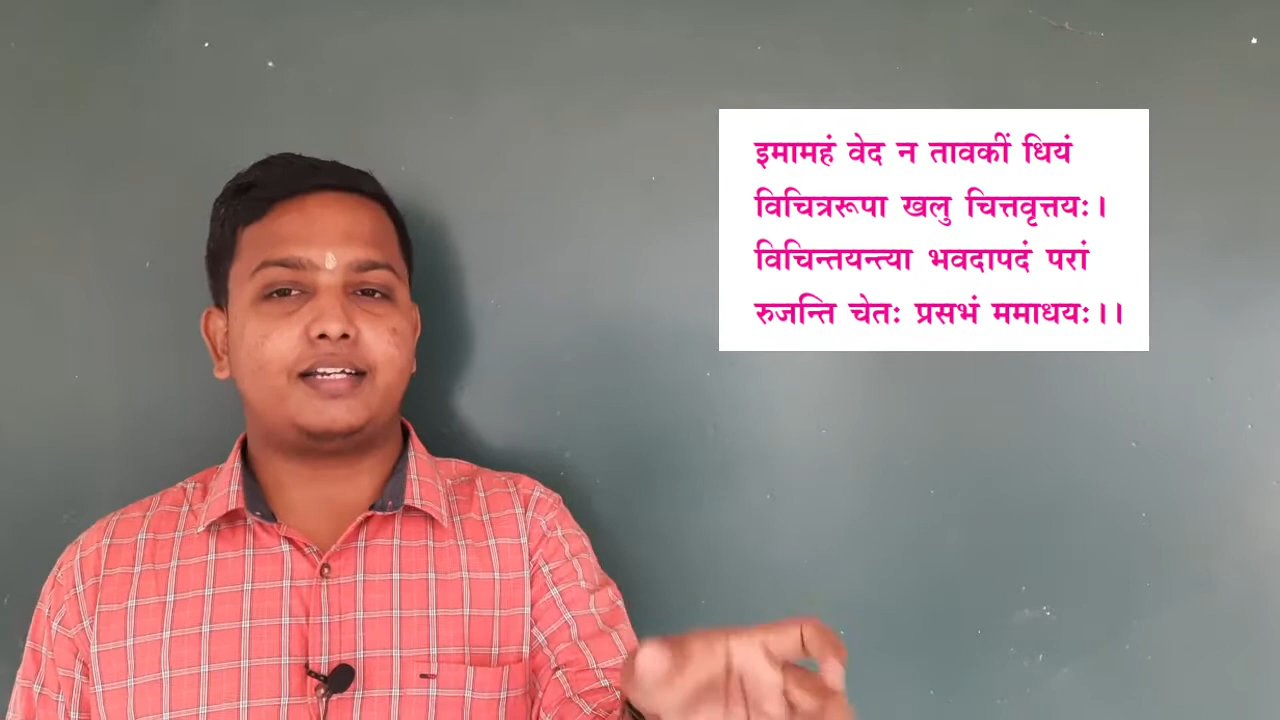 इमामहं वेद न तावकीं धियं
विचित्ररूपा खलु चित्तवृत्तयः।
विचिन्तयन्त्या भवदापदं परां
रुजन्ति चेतः प्रसभं ममाधयः।।